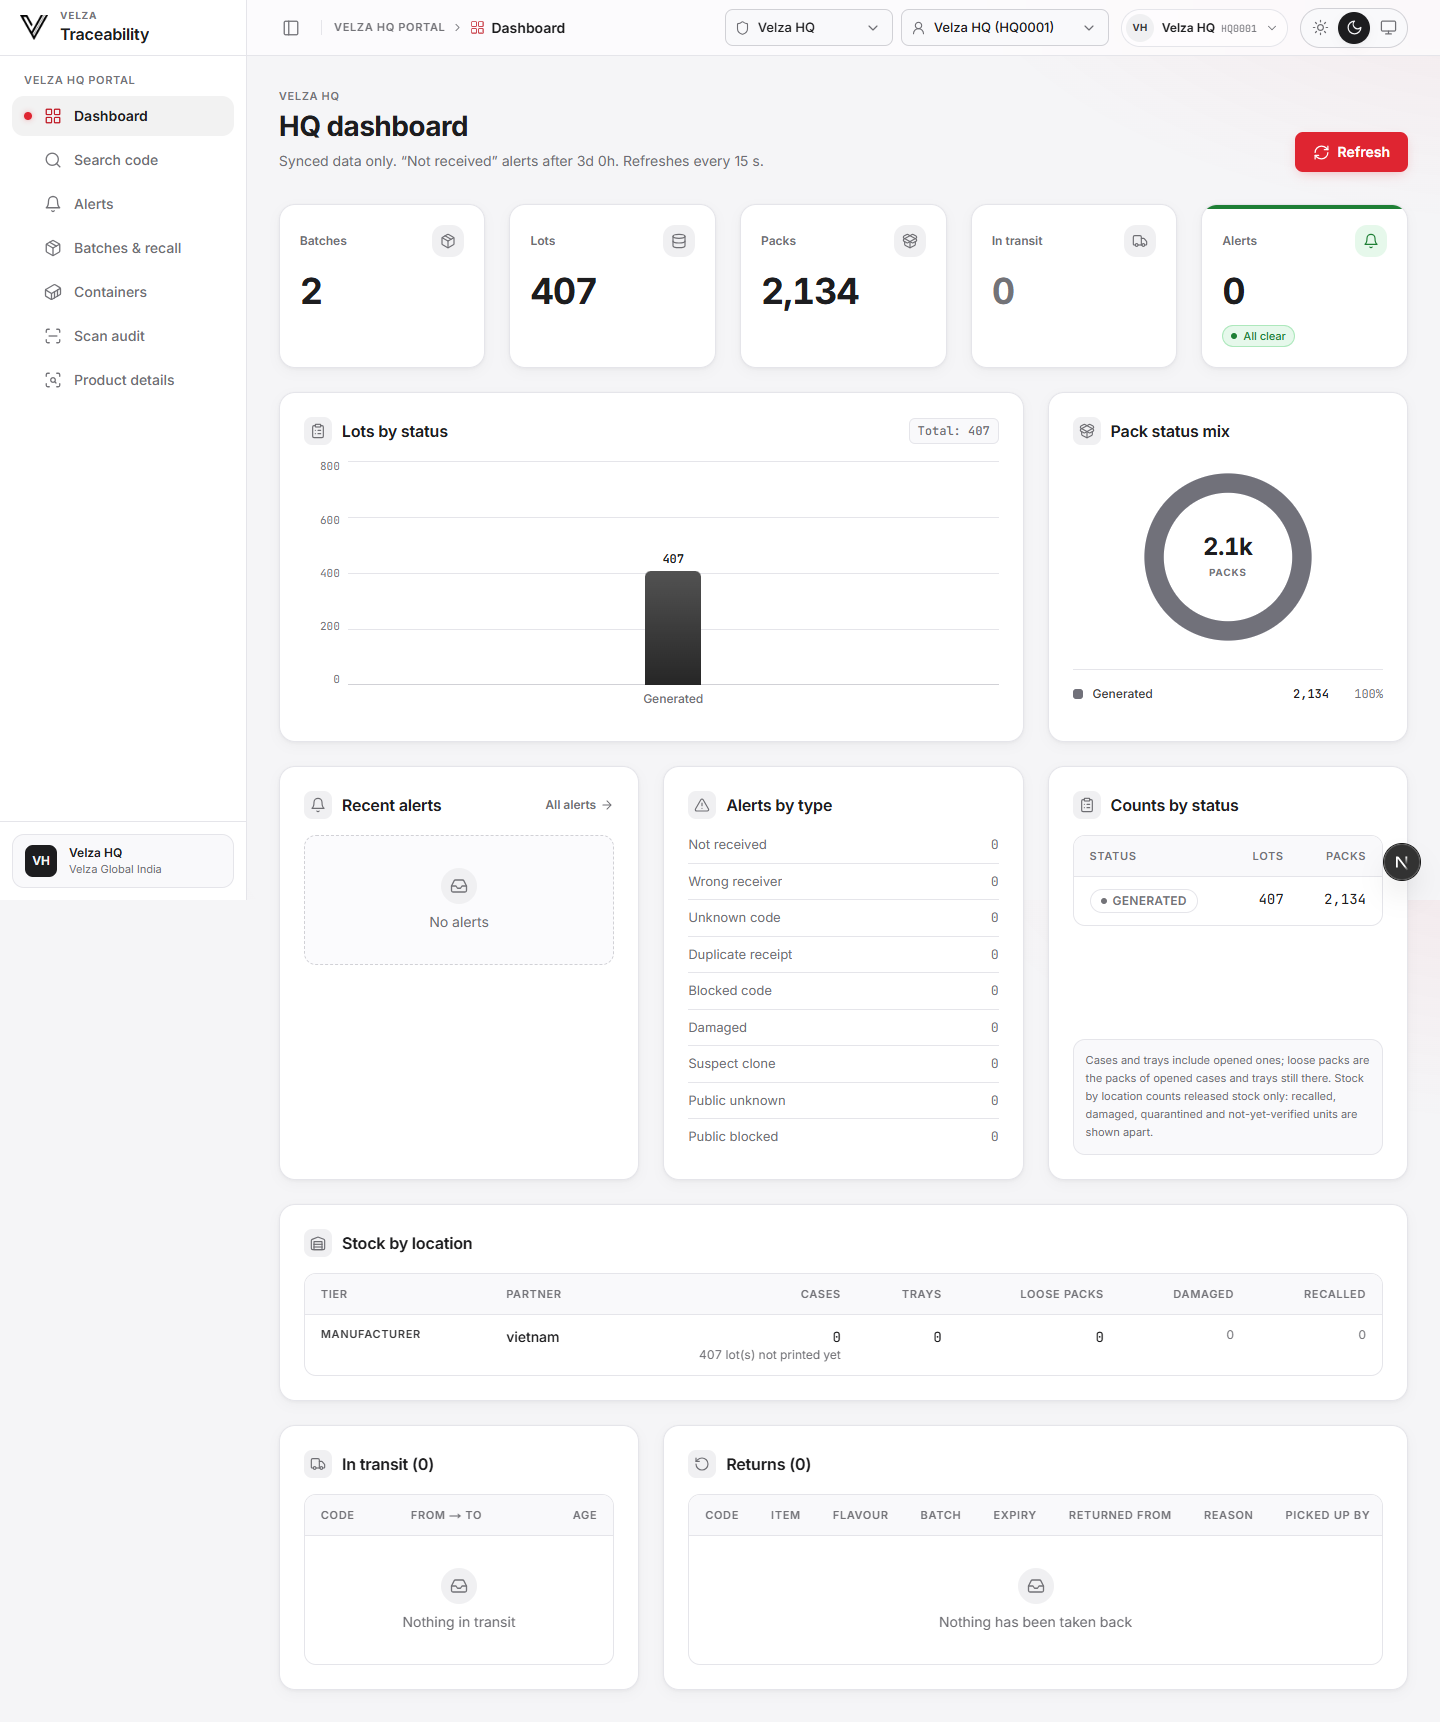 VELZA
Traceability
VELZA HQ PORTAL
Dashboard
Search code
Alerts
Batches & recall
Containers
Scan audit
Product details
VH
Velza HQ
Velza Global India
VELZA HQ PORTAL > Dashboard
Velza HQ
Velza HQ (HQ0001)
VH Velza HQ HQ0001
VELZA HQ
HQ dashboard
Synced data only. “Not received” alerts after 3d 0h. Refreshes every 15 s.
Refresh
Batches
2
Lots
407
Packs
2,134
In transit
0
Alerts
0
All clear
Lots by status
Total: 407
800
600
400
200
0
407
Generated
Pack status mix
2.1k
PACKS
Generated 2,134 100%
Recent alerts
All alerts →
No alerts
Alerts by type
Not received 0
Wrong receiver 0
Unknown code 0
Duplicate receipt 0
Blocked code 0
Damaged 0
Suspect clone 0
Public unknown 0
Public blocked 0
Counts by status
STATUS LOTS PACKS
GENERATED 407 2,134
N
Cases and trays include opened ones; loose packs are
the packs of opened cases and trays still there. Stock
by location counts released stock only: recalled,
damaged, quarantined and not-yet-verified units are
shown apart.
Stock by location
TIER PARTNER CASES TRAYS LOOSE PACKS DAMAGED RECALLED
MANUFACTURER vietnam 0 0 0 0 0
407 lot(s) not printed yet
In transit (0)
CODE FROM → TO AGE
Nothing in transit
Returns (0)
CODE ITEM FLAVOUR BATCH EXPIRY RETURNED FROM REASON PICKED UP BY
Nothing has been taken back